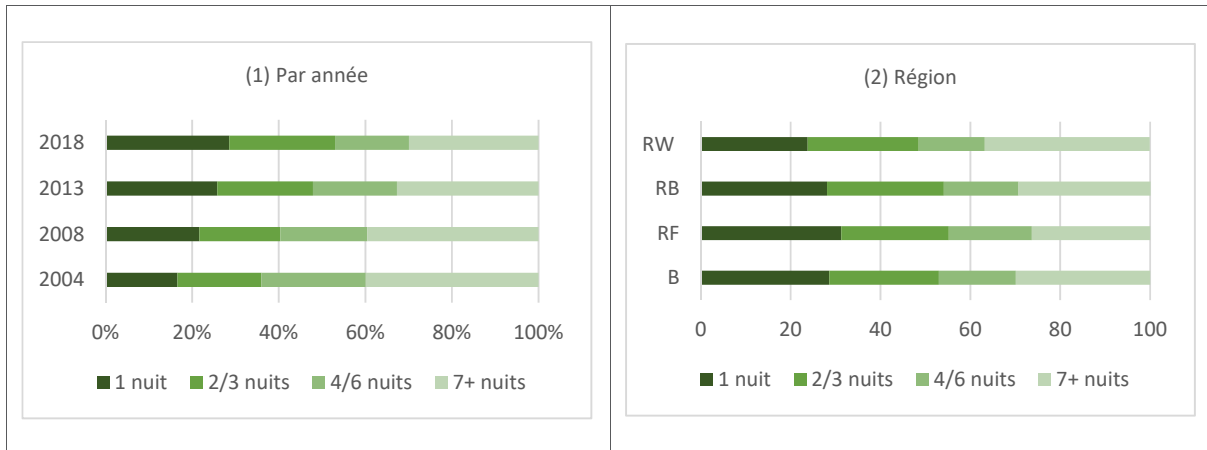 (1) Par année
2018
2013
2008
2004
0% 20% 40% 60% 80% 100%
1 nuit 2/3 nuits 4/6 nuits 7+ nuits
(2) Région
RW
RB
RF
B
0 20 40 60 80 100
1 nuit 2/3 nuits 4/6 nuits 7+ nuits